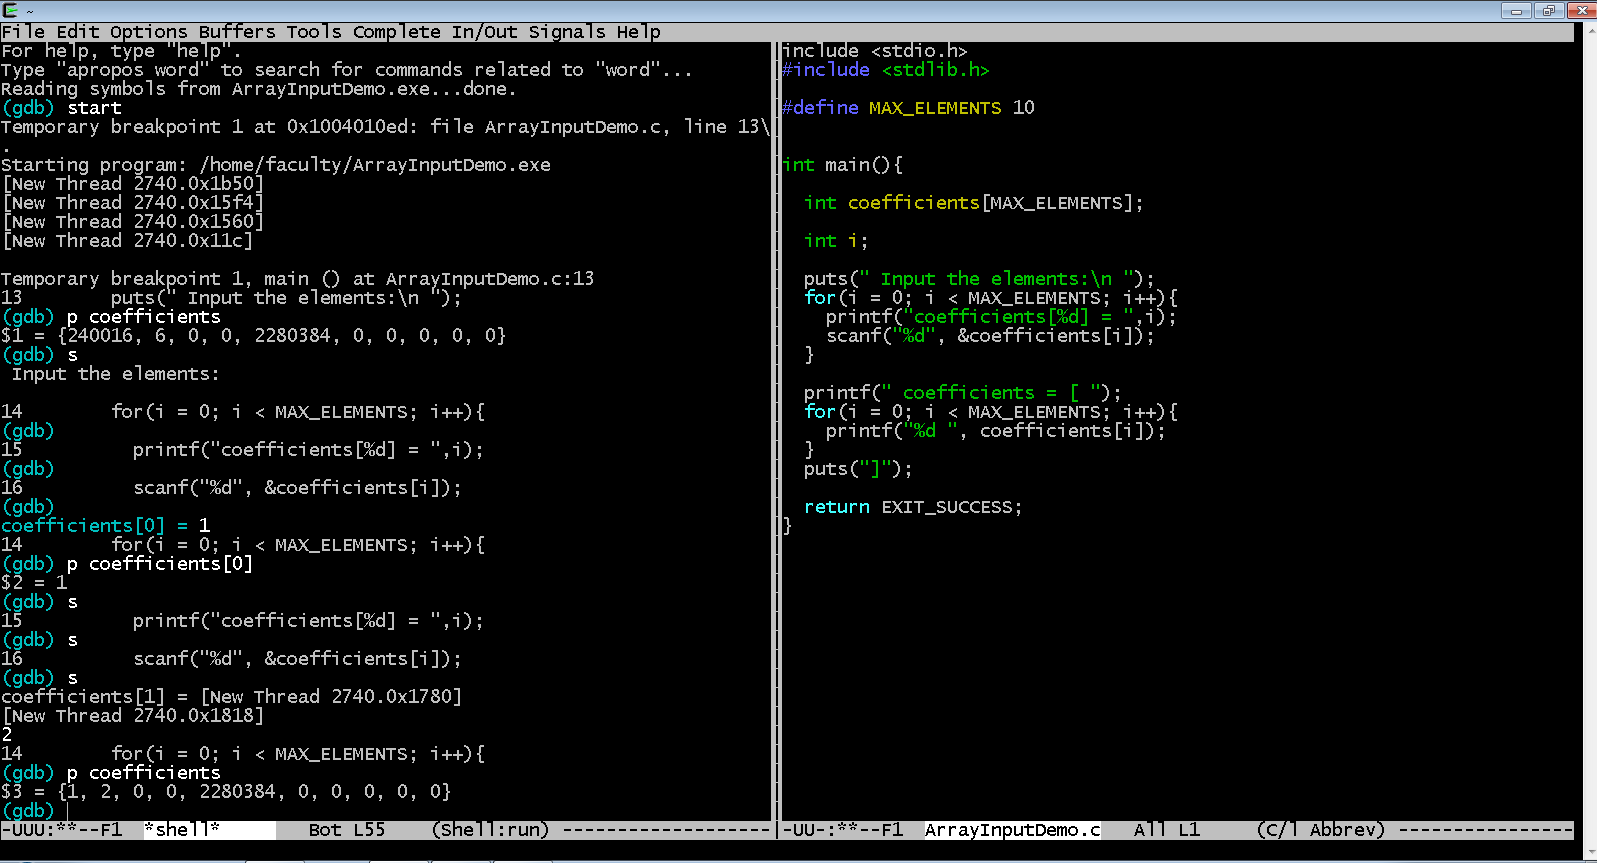 ~
File Edit Options Buffers Tools Complete In/Out Signals Help
For help, type "help".
Type "apropos word" to search for commands related to "word"...
Reading symbols from ArrayInputDemo.exe...done.
(gdb) start
Temporary breakpoint 1 at 0x1004010ed: file ArrayInputDemo.c, line 13\
.
Starting program: /home/faculty/ArrayInputDemo.exe
[New Thread 2740.0x1b50]
[New Thread 2740.0x15f4]
[New Thread 2740.0x1560]
[New Thread 2740.0x11c]
Temporary breakpoint 1, main () at ArrayInputDemo.c:13
13        puts(" Input the elements:\n ");
(gdb) p coefficients
$1 = {240016, 6, 0, 0, 2280384, 0, 0, 0, 0, 0}
(gdb) s
 Input the elements:
14        for(i = 0; i < MAX_ELEMENTS; i++){
(gdb)
15          printf("coefficients[%d] = ",i);
(gdb)
16          scanf("%d", &coefficients[i]);
(gdb)
coefficients[0] = 1
14        for(i = 0; i < MAX_ELEMENTS; i++){
(gdb) p coefficients[0]
$2 = 1
(gdb) s
15          printf("coefficients[%d] = ",i);
(gdb) s
16          scanf("%d", &coefficients[i]);
(gdb) s
coefficients[1] = [New Thread 2740.0x1780]
[New Thread 2740.0x1818]
2
14        for(i = 0; i < MAX_ELEMENTS; i++){
(gdb) p coefficients
$3 = {1, 2, 0, 0, 2280384, 0, 0, 0, 0, 0}
(gdb)
-UUU:**--F1  *shell*        Bot L55    (Shell:run) -------------------
include <stdio.h>
#include <stdlib.h>
#define MAX_ELEMENTS 10
int main(){
  int coefficients[MAX_ELEMENTS];
  int i;
  puts(" Input the elements:\n ");
  for(i = 0; i < MAX_ELEMENTS; i++){
    printf("coefficients[%d] = ",i);
    scanf("%d", &coefficients[i]);
  }
  printf(" coefficients = [ ");
  for(i = 0; i < MAX_ELEMENTS; i++){
    printf("%d ", coefficients[i]);
  }
  puts("]");
  return EXIT_SUCCESS;
}
-UU-:**--F1  ArrayInputDemo.c   All L1     (C/l Abbrev) ----------------